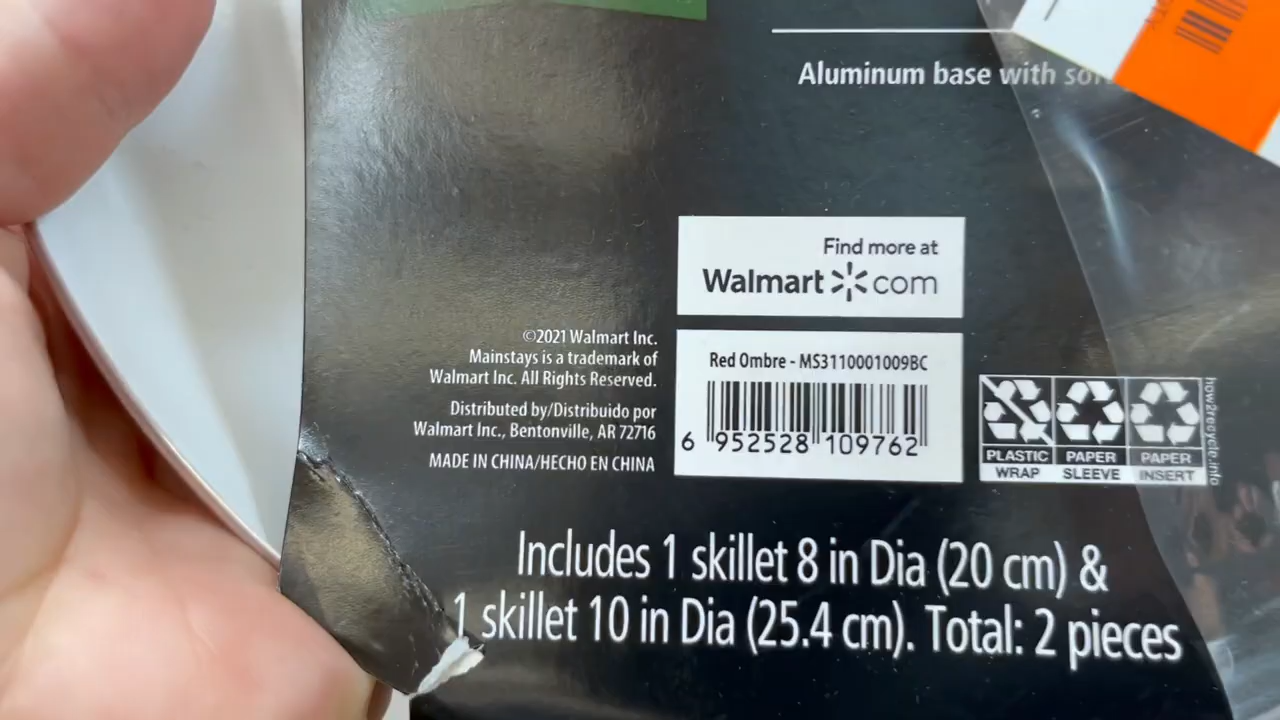 Aluminum base with
Find more at
Walmart com
©2021 Walmart Inc.
Mainstays is a trademark of
Walmart Inc. All Rights Reserved.
Distributed by/Distribuido por
Walmart Inc., Bentonville, AR 72716
MADE IN CHINA/HECHO EN CHINA
Red Ombre - MS3110001009BC
6 952528 109762
PLASTIC WRAP
PAPER SLEEVE
PAPER INSERT
how2recycle.info
Includes 1 skillet 8 in Dia (20 cm) &
1 skillet 10 in Dia (25.4 cm). Total: 2 pieces